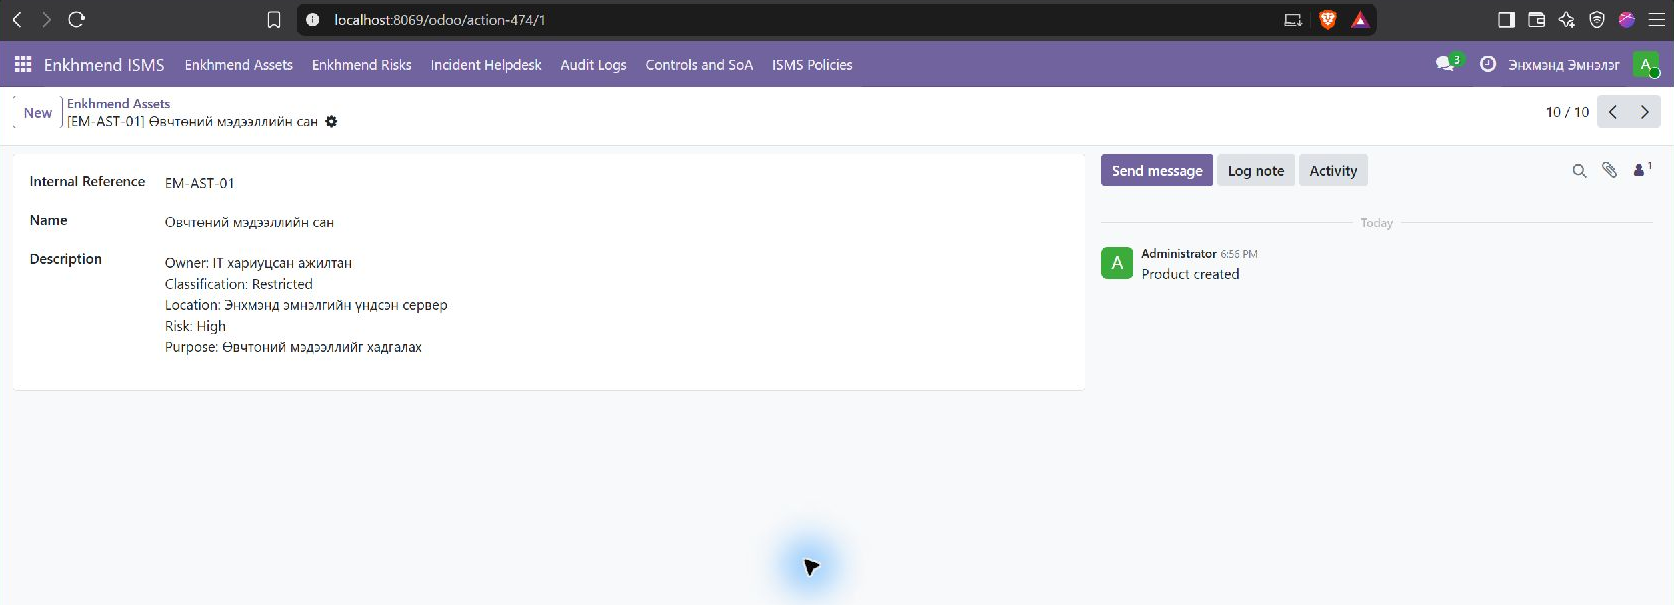 localhost:8069/odoo/action-474/1
Enkhmend ISMS Enkhmend Assets Enkhmend Risks Incident Helpdesk Audit Logs Controls and SoA ISMS Policies 3 Энхмэнд Эмнэлэг A
New Enkhmend Assets
[EM-AST-01] Өвчтөний мэдээллийн сан 10 / 10
Internal Reference EM-AST-01
Name Өвчтөний мэдээллийн сан
Description
Owner: IT хариуцсан ажилтан
Classification: Restricted
Location: Энхмэнд эмнэлгийн үндсэн сервер
Risk: High
Purpose: Өвчтөний мэдээллийг хадгалах
Send message Log note Activity 1
Today
A Administrator 6:56 PM
Product created